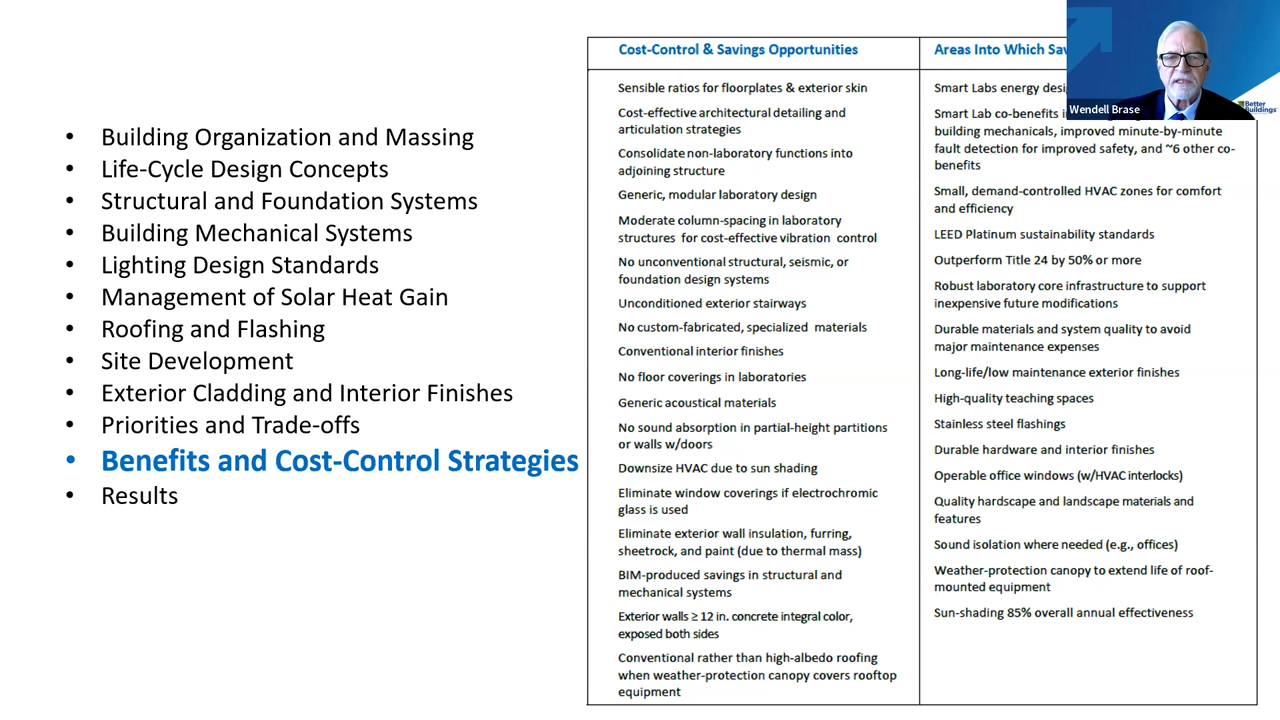 Building Organization and Massing
Life-Cycle Design Concepts
Structural and Foundation Systems
Building Mechanical Systems
Lighting Design Standards
Management of Solar Heat Gain
Roofing and Flashing
Site Development
Exterior Cladding and Interior Finishes
Priorities and Trade-offs
Benefits and Cost-Control Strategies
Results
Cost-Control & Savings Opportunities
Sensible ratios for floorplates & exterior skin
Cost-effective architectural detailing and
articulation strategies
Consolidate non-laboratory functions into
adjoining structure
Generic, modular laboratory design
Moderate column-spacing in laboratory
structures for cost-effective vibration control
No unconventional structural, seismic, or
foundation design systems
Unconditioned exterior stairways
No custom-fabricated, specialized materials
Conventional interior finishes
No floor coverings in laboratories
Generic acoustical materials
No sound absorption in partial-height partitions
or walls w/doors
Downsize HVAC due to sun shading
Eliminate window coverings if electrochromic
glass is used
Eliminate exterior wall insulation, furring,
sheetrock, and paint (due to thermal mass)
BIM-produced savings in structural and
mechanical systems
Exterior walls ≥ 12 in. concrete integral color,
exposed both sides
Conventional rather than high-albedo roofing
when weather-protection canopy covers rooftop
equipment
Areas Into Which
Smart Labs energy
Smart Lab co-benefits
building mechanicals, improved minute-by-minute
fault detection for improved safety, and ~6 other co-
benefits
Small, demand-controlled HVAC zones for comfort
and efficiency
LEED Platinum sustainability standards
Outperform Title 24 by 50% or more
Robust laboratory core infrastructure to support
inexpensive future modifications
Durable materials and system quality to avoid
major maintenance expenses
Long-life/low maintenance exterior finishes
High-quality teaching spaces
Stainless steel flashings
Durable hardware and interior finishes
Operable office windows (w/HVAC interlocks)
Quality hardscape and landscape materials and
features
Sound isolation where needed (e.g., offices)
Weather-protection canopy to extend life of roof-
mounted equipment
Sun-shading 85% overall annual effectiveness
Wendell Brase
Better
Buildings